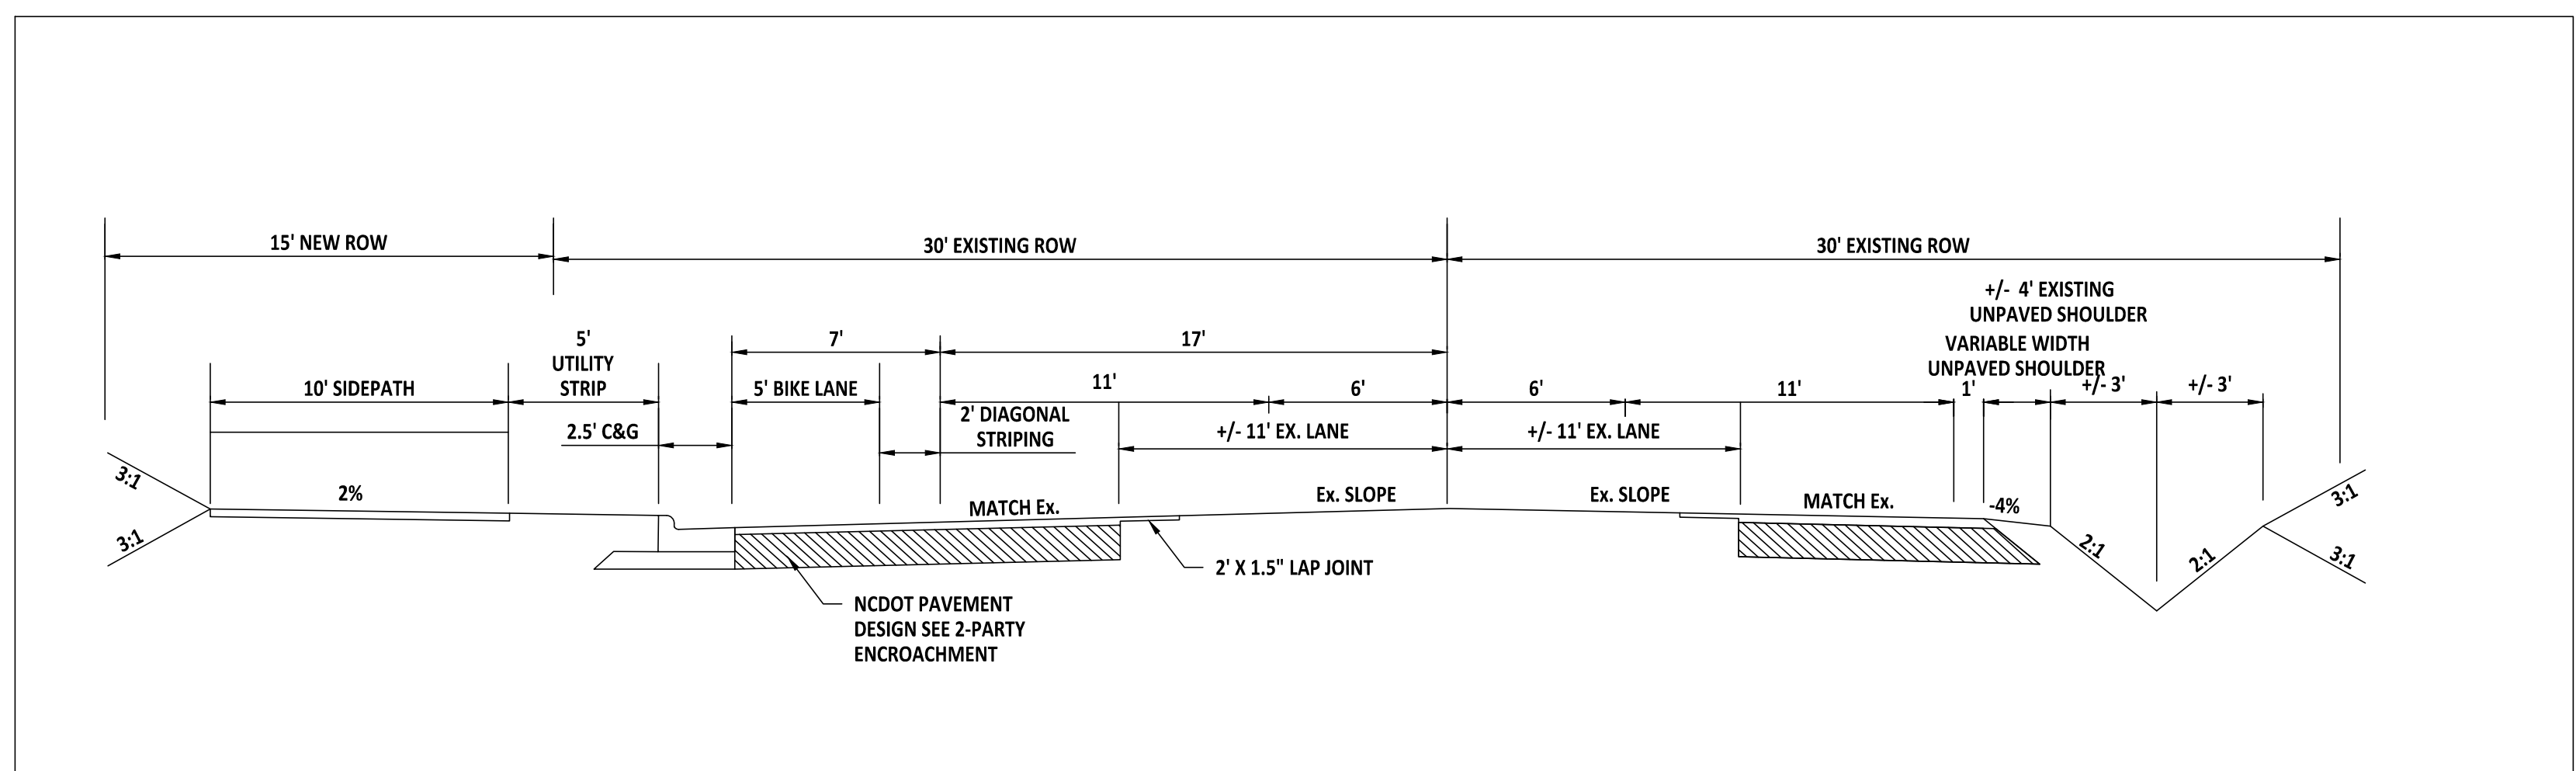 15' NEW ROW
30' EXISTING ROW
30' EXISTING ROW
+/-  4' EXISTING
UNPAVED SHOULDER
VARIABLE WIDTH
UNPAVED SHOULDER
5'
UTILITY
STRIP
7'
17'
10' SIDEPATH
5' BIKE LANE
11'
6'
6'
11'
1'
+/- 3'
+/- 3'
2.5' C&G
2' DIAGONAL
STRIPING
+/- 11' EX. LANE
+/- 11' EX. LANE
3:1
2%
MATCH Ex.
Ex. SLOPE
Ex. SLOPE
MATCH Ex.
-4%
3:1
3:1
2:1
2:1
3:1
2' X 1.5" LAP JOINT
NCDOT PAVEMENT
DESIGN SEE 2-PARTY
ENCROACHMENT